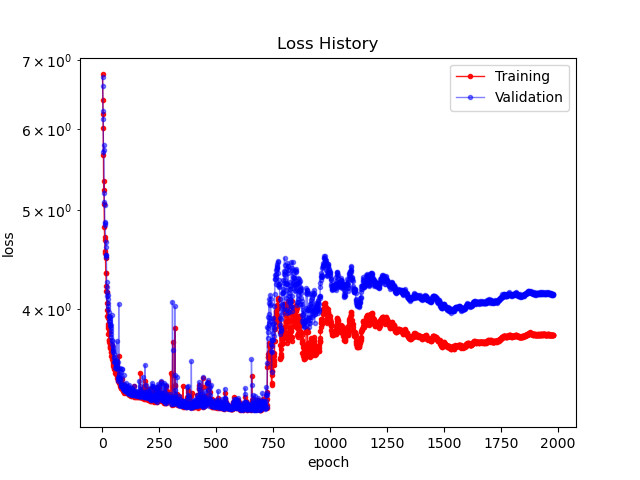 Loss History
7 × 10⁰
6 × 10⁰
5 × 10⁰
4 × 10⁰
loss
Training
Validation
0 250 500 750 1000 1250 1500 1750 2000
epoch